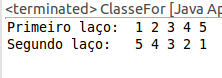 <terminated> ClasseFor [Java Ap
Primeiro laço: 1 2 3 4 5
Segundo laço: 5 4 3 2 1